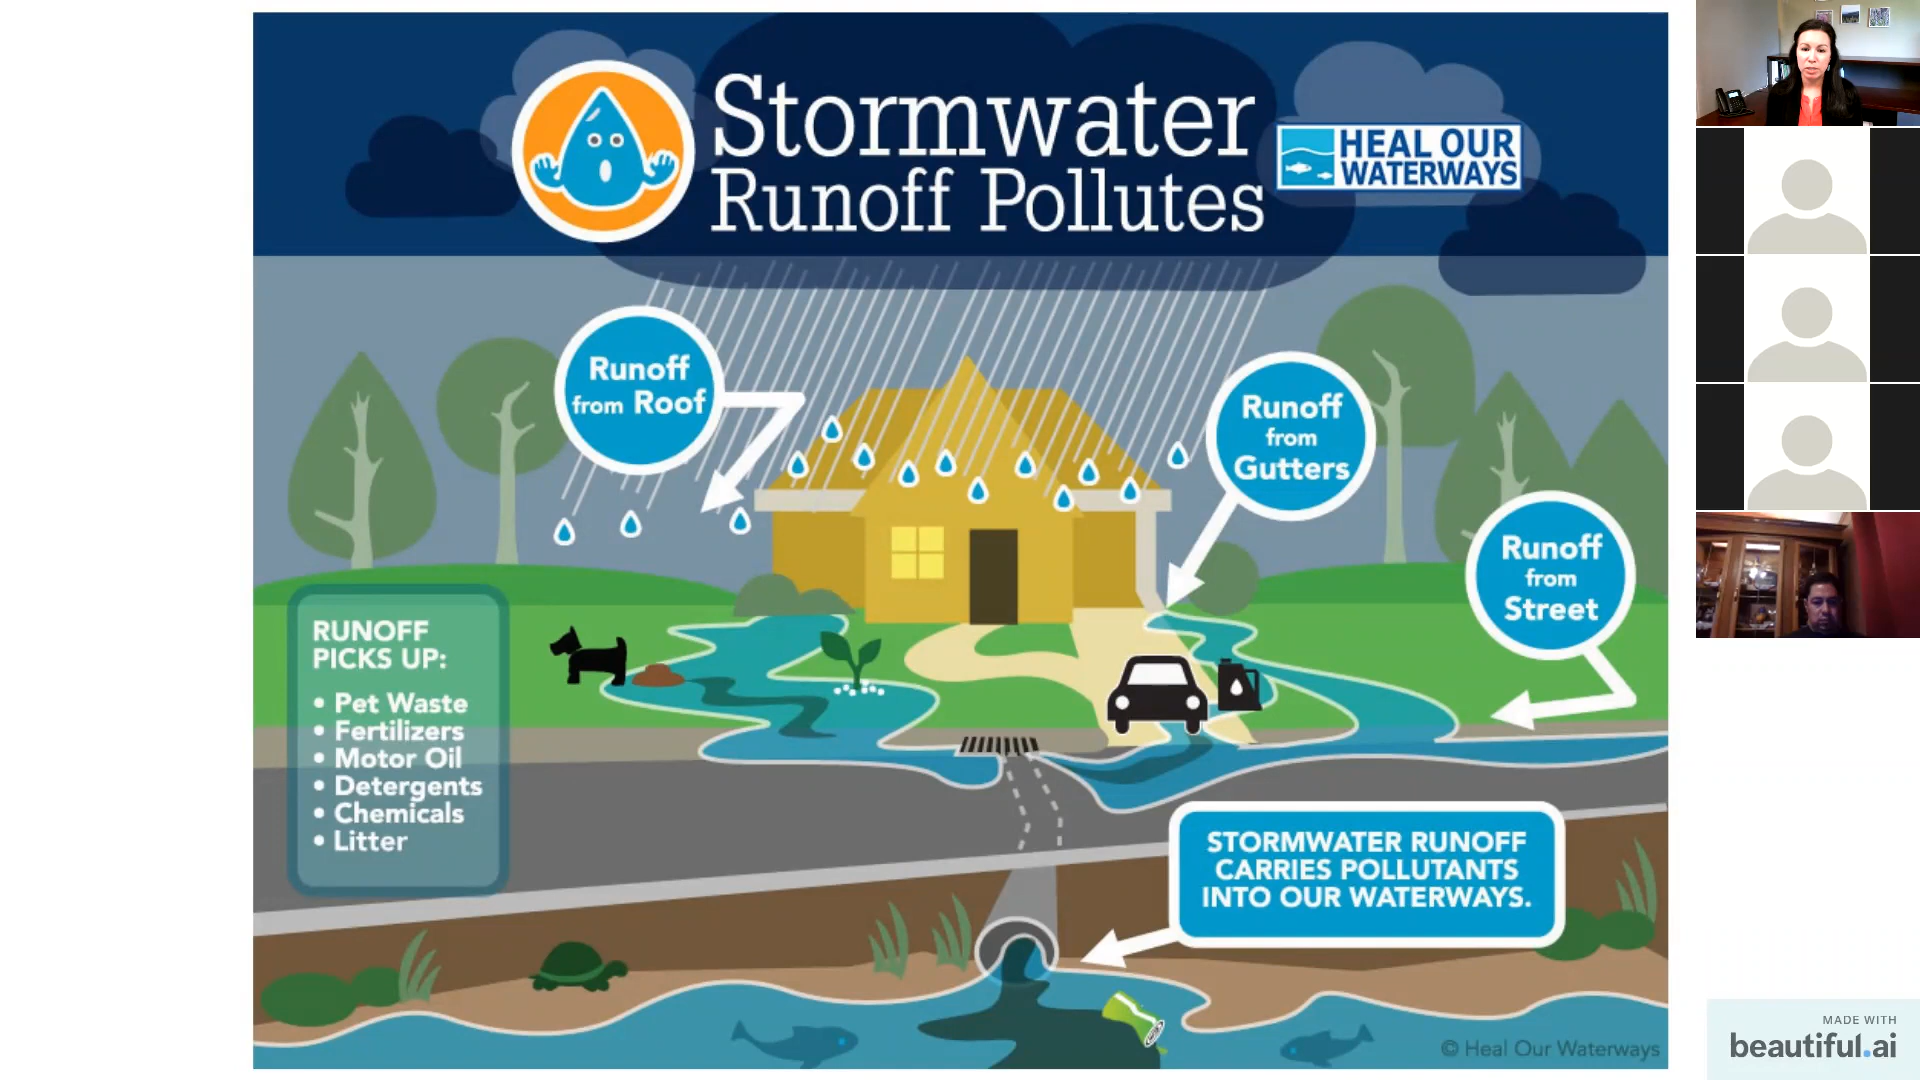 Stormwater
Runoff Pollutes
HEAL OUR
WATERWAYS
Runoff
from Roof
Runoff
from
Gutters
Runoff
from
Street
RUNOFF
PICKS UP:
• Pet Waste
• Fertilizers
• Motor Oil
• Detergents
• Chemicals
• Litter
STORMWATER RUNOFF
CARRIES POLLUTANTS
INTO OUR WATERWAYS.
© Heal Our Waterways
MADE WITH
beautiful.ai